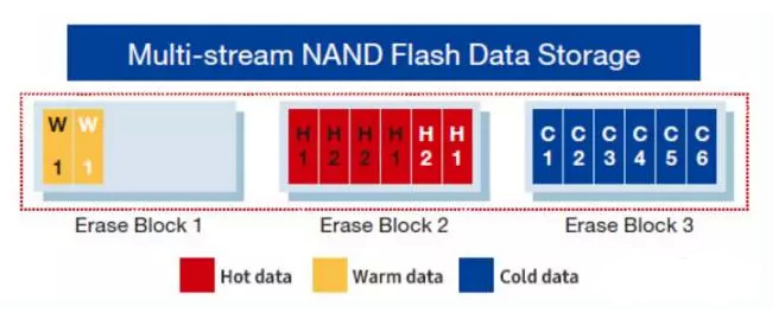 Multi-stream NAND Flash Data Storage
W W
1 1
H H H H H H
1 2 2 1 2 1
C C C C C C
1 2 3 4 5 6
Erase Block 1
Erase Block 2
Erase Block 3
Hot data
Warm data
Cold data